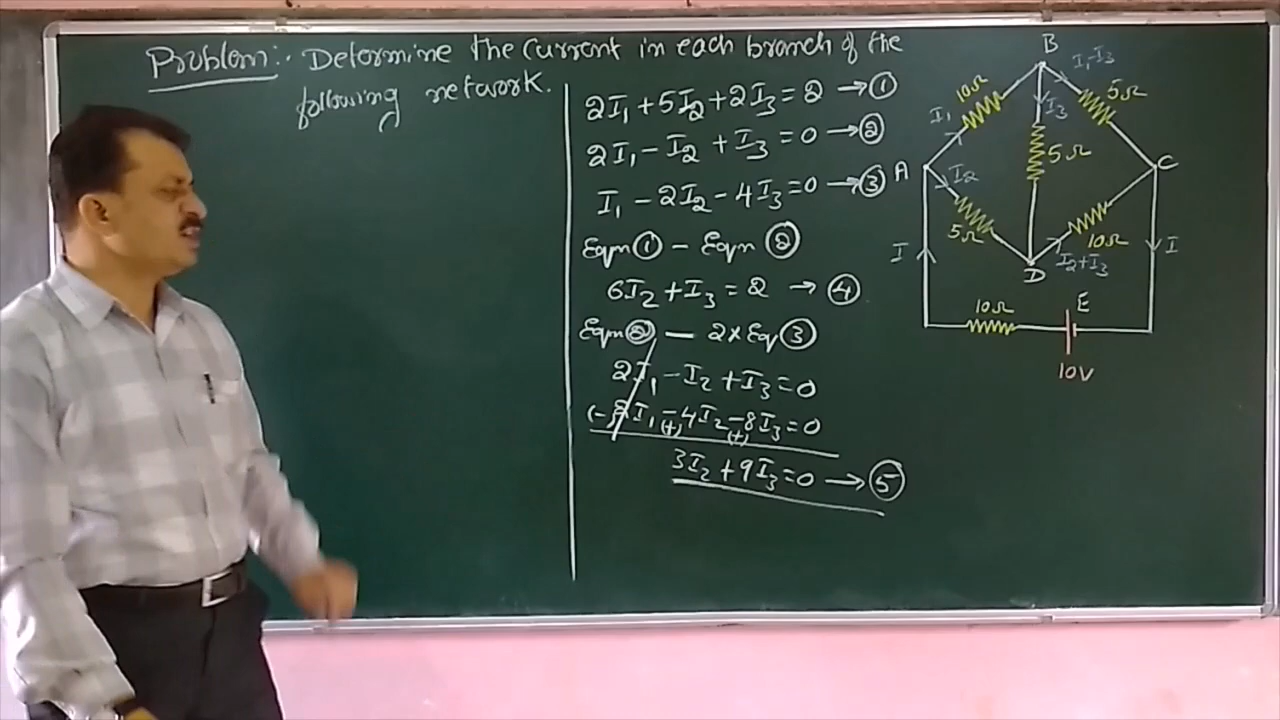 Problem:- Determine the current in each branch of the
following network.
2I₁ + 5I₂ + 2I₃ = 2 → ①
2I₁ - I₂ + I₃ = 0 → ②
I₁ - 2I₂ - 4I₃ = 0 → ③
Eqn ① - Eqn ②
6I₂ + I₃ = 2 → ④
Eqn ② - 2 × Eq ③
2I₁ - I₂ + I₃ = 0
(-) 2I₁ - 4I₂ - 8I₃ = 0
(+) (+)
3I₂ + 9I₃ = 0 → ⑤
B
I₁-I₃
10Ω
5Ω
I₁
I₃
5Ω
A
C
I₂
5Ω
10Ω
I
I₂+I₃
I
D
10Ω
E
10V